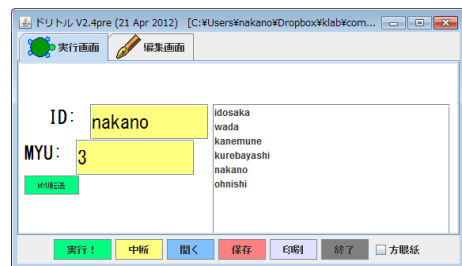 ドリトル V2.4pre (21 Apr 2012) [C:¥Users¥nakano¥Dropbox¥klab¥com...
実行画面 編集画面
ID: nakano
MYU: 3
MYU転送
idosaka
wada
kanemune
kurebayashi
nakano
ohnishi
実行! 中断 開く 保存 印刷 終了 方眼紙